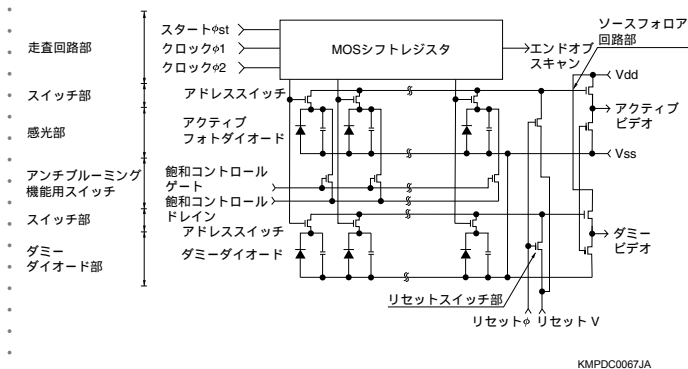 走査回路部
スイッチ部
感光部
アンチブルーミング
機能用スイッチ
スイッチ部
ダミー
ダイオード部
スタートφst
クロックφ1
クロックφ2
MOSシフトレジスタ
エンドオブ
スキャン
ソースフォロア
回路部
アドレススイッチ
アクティブ
フォトダイオード
飽和コントロール
ゲート
飽和コントロール
ドレイン
アドレススイッチ
ダミーダイオード
Vdd
アクティブ
ビデオ
Vss
ダミー
ビデオ
リセットスイッチ部
リセットφ リセット V
KMPDC0067JA